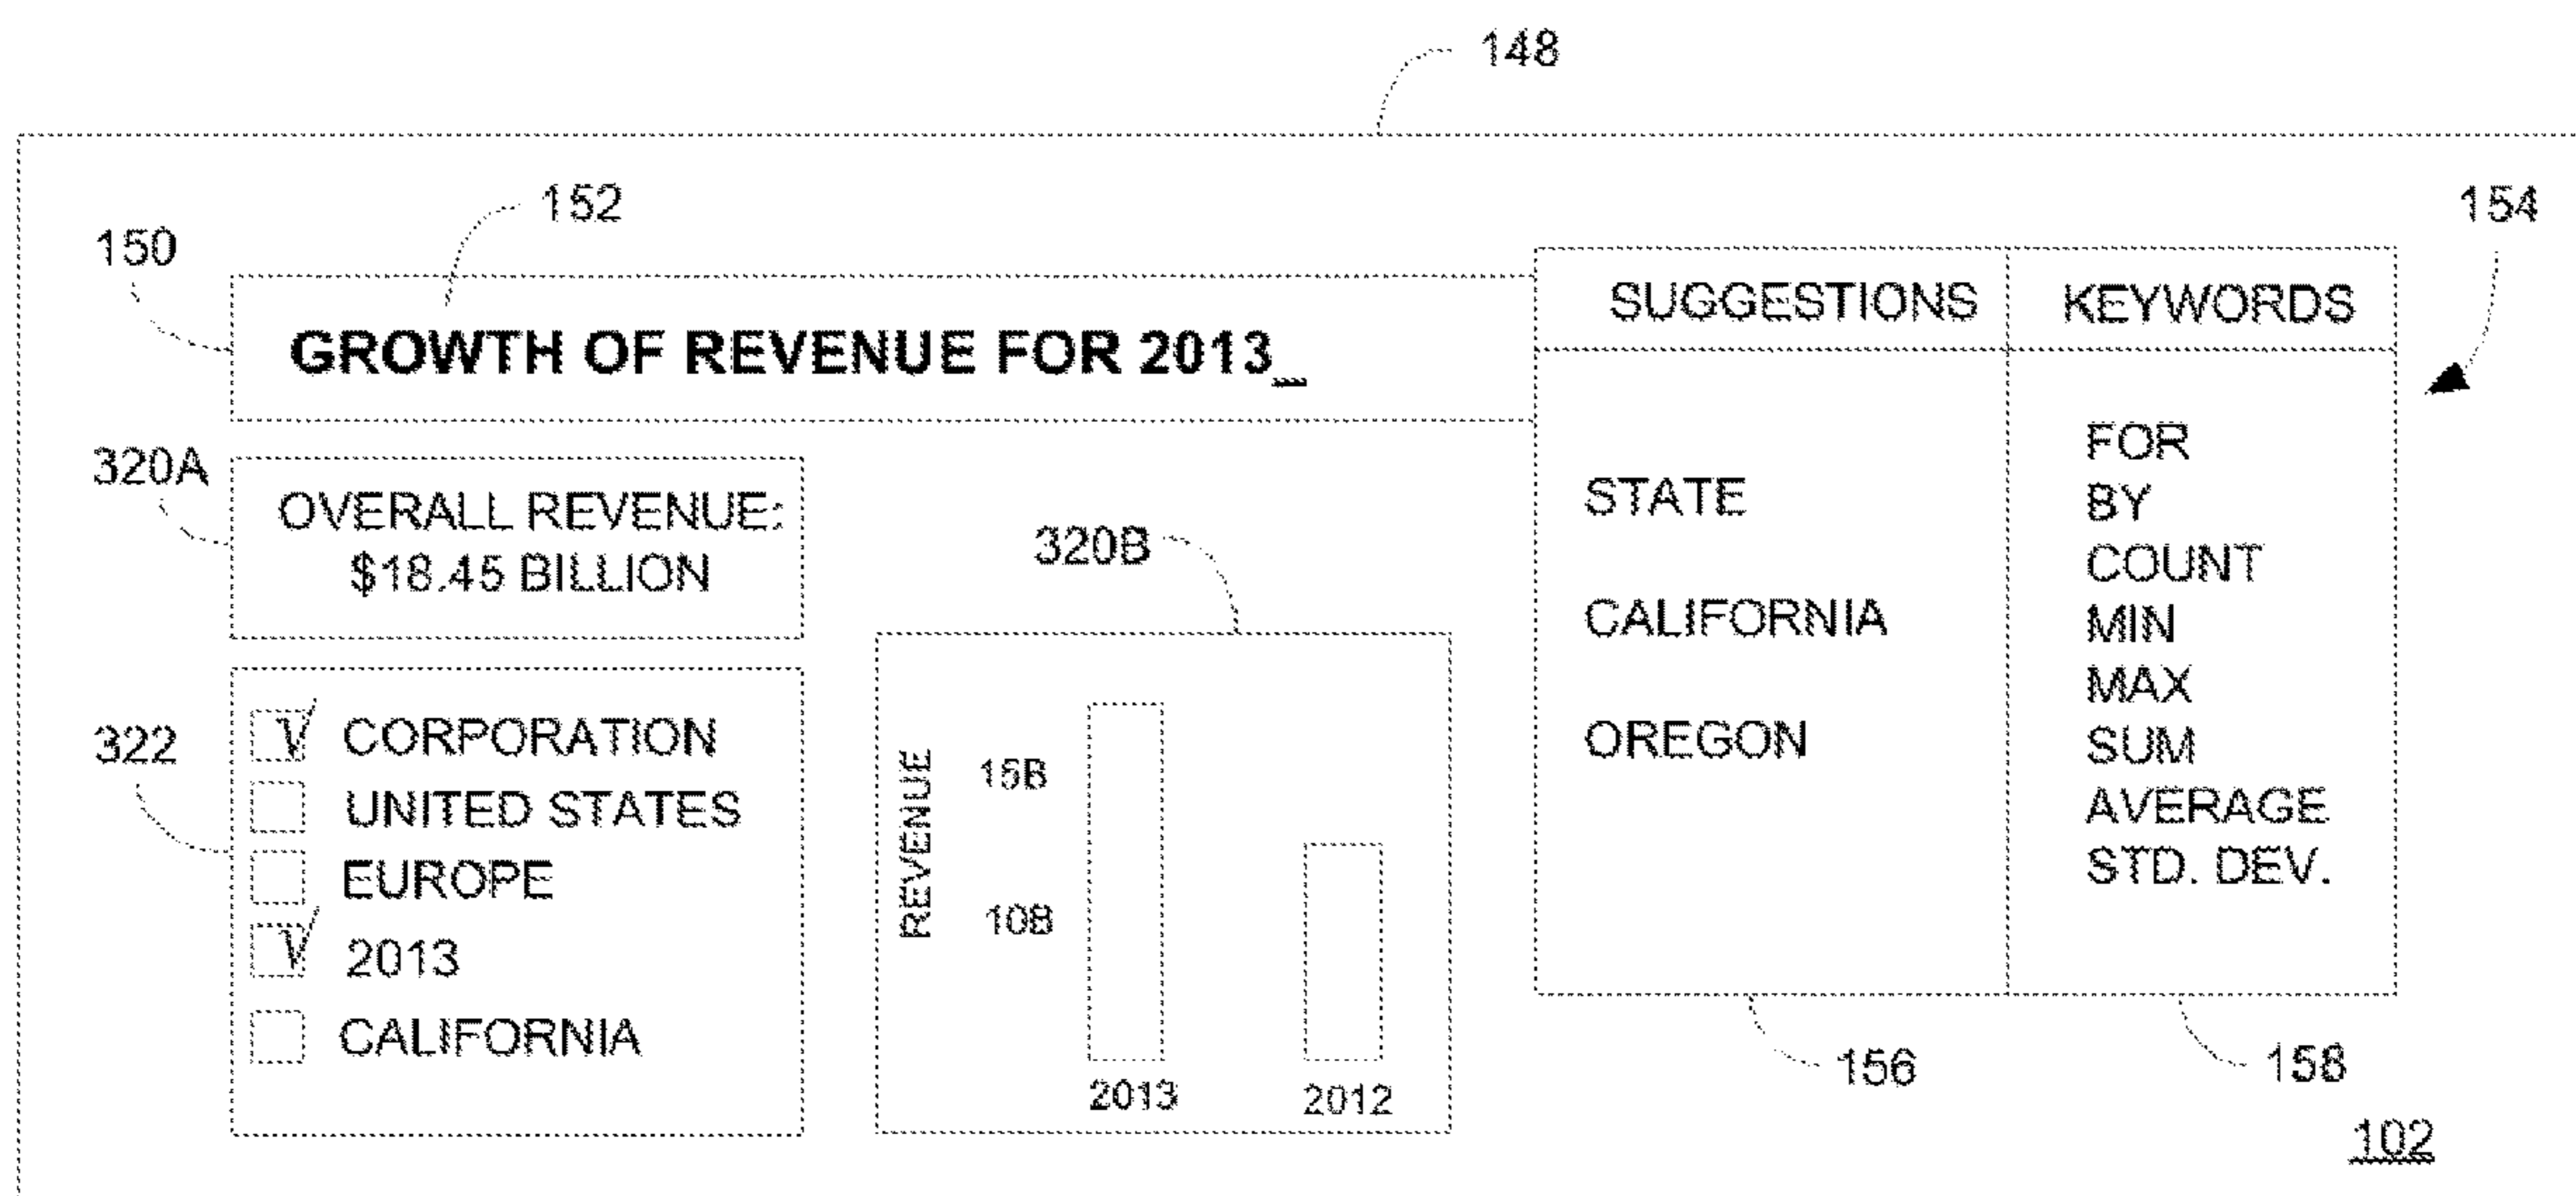 148
152
154
150
GROWTH OF REVENUE FOR 2013_
SUGGESTIONS
KEYWORDS
320A
OVERALL REVENUE:
$18.45 BILLION
320B
STATE
CALIFORNIA
OREGON
FOR
BY
COUNT
MIN
MAX
SUM
AVERAGE
STD. DEV.
322
CORPORATION
UNITED STATES
EUROPE
2013
CALIFORNIA
REVENUE
15B
10B
2013
2012
156
158
102